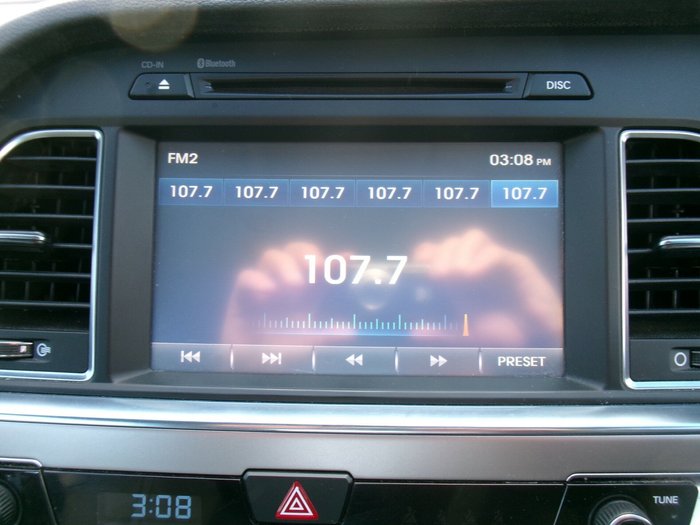 CD-IN Bluetooth
DISC
FM2 03:08 PM
107.7 107.7 107.7 107.7 107.7 107.7
107.7
PRESET
3:08 TUNE